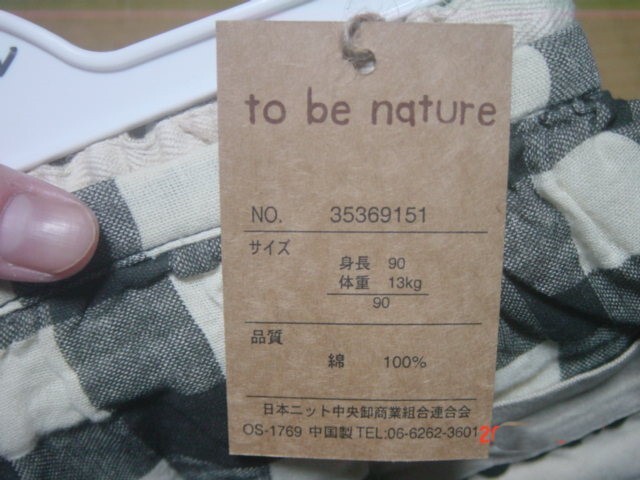 to be nature
NO. 35369151
サイズ
身長 90
体重 13kg
90
品質
綿 100%
日本ニット中央卸商業組合連合会
OS-1769 中国製 TEL:06-6262-3601